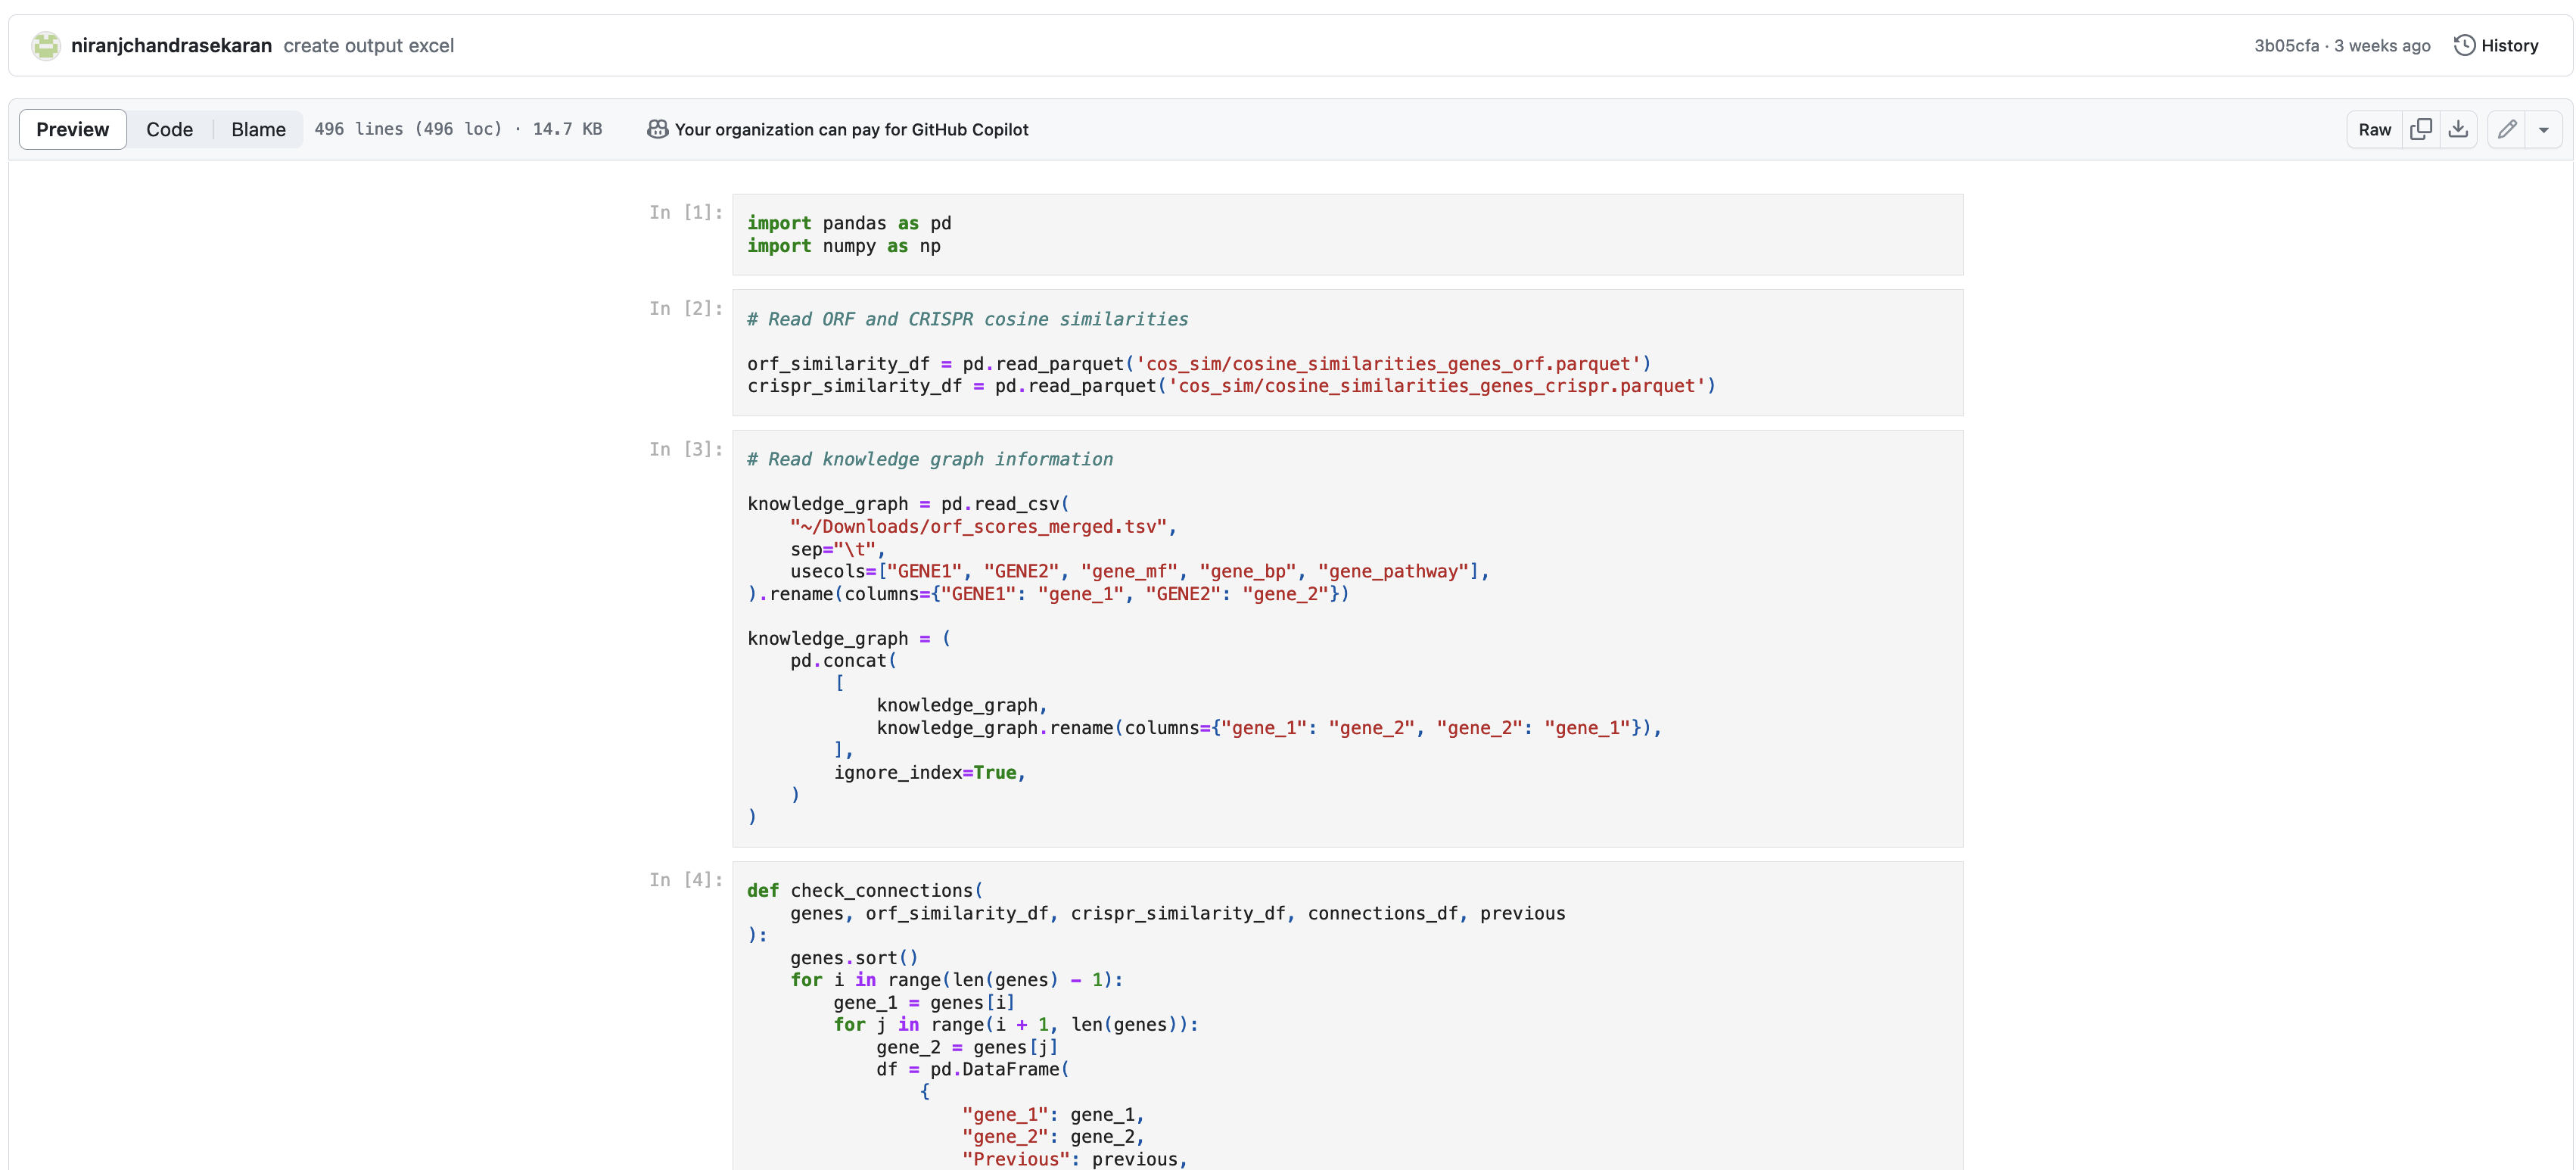 niranjchandrasekaran create output excel
3b05cfa · 3 weeks ago History
Preview Code Blame 496 lines (496 loc) · 14.7 KB Your organization can pay for GitHub Copilot Raw
In [1]:
import pandas as pd
import numpy as np
In [2]:
# Read ORF and CRISPR cosine similarities
orf_similarity_df = pd.read_parquet('cos_sim/cosine_similarities_genes_orf.parquet')
crispr_similarity_df = pd.read_parquet('cos_sim/cosine_similarities_genes_crispr.parquet')
In [3]:
# Read knowledge graph information
knowledge_graph = pd.read_csv(
    "~/Downloads/orf_scores_merged.tsv",
    sep="\t",
    usecols=["GENE1", "GENE2", "gene_mf", "gene_bp", "gene_pathway"],
).rename(columns={"GENE1": "gene_1", "GENE2": "gene_2"})
knowledge_graph = (
    pd.concat(
        [
            knowledge_graph,
            knowledge_graph.rename(columns={"gene_1": "gene_2", "gene_2": "gene_1"}),
        ],
        ignore_index=True,
    )
)
In [4]:
def check_connections(
    genes, orf_similarity_df, crispr_similarity_df, connections_df, previous
):
    genes.sort()
    for i in range(len(genes) - 1):
        gene_1 = genes[i]
        for j in range(i + 1, len(genes)):
            gene_2 = genes[j]
            df = pd.DataFrame(
                {
                    "gene_1": gene_1,
                    "gene_2": gene_2,
                    "Previous": previous,